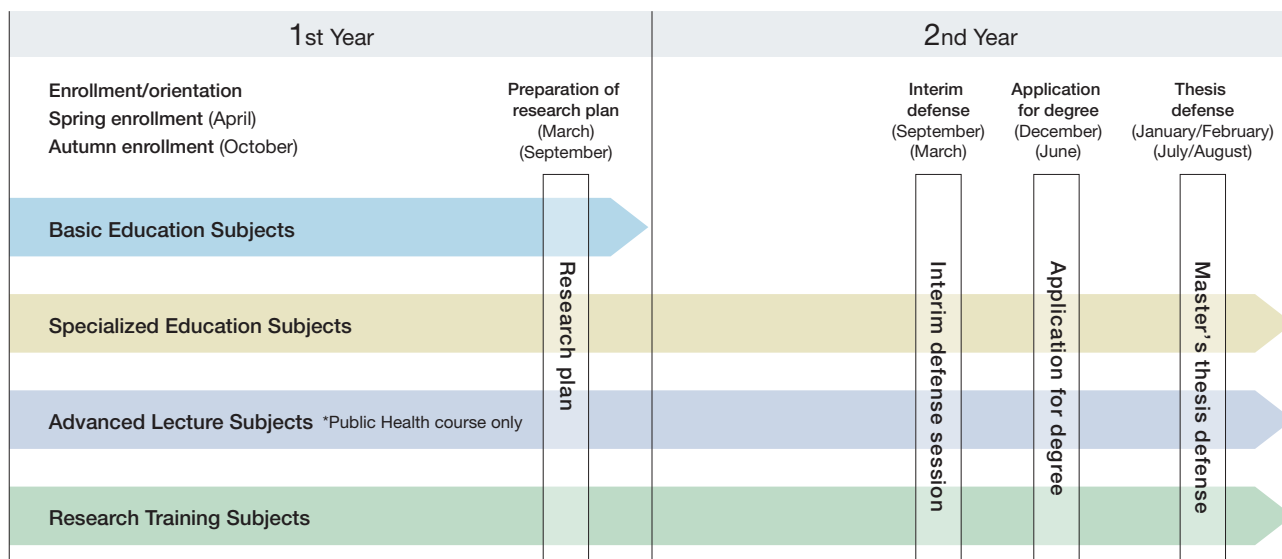 1st Year
2nd Year
Enrollment/orientation
Spring enrollment (April)
Autumn enrollment (October)
Preparation of
research plan
(March)
(September)
Interim
defense
(September)
(March)
Application
for degree
(December)
(June)
Thesis
defense
(January/February)
(July/August)
Basic Education Subjects
Specialized Education Subjects
Advanced Lecture Subjects *Public Health course only
Research Training Subjects
Research plan
Interim defense session
Application for degree
Master's thesis defense